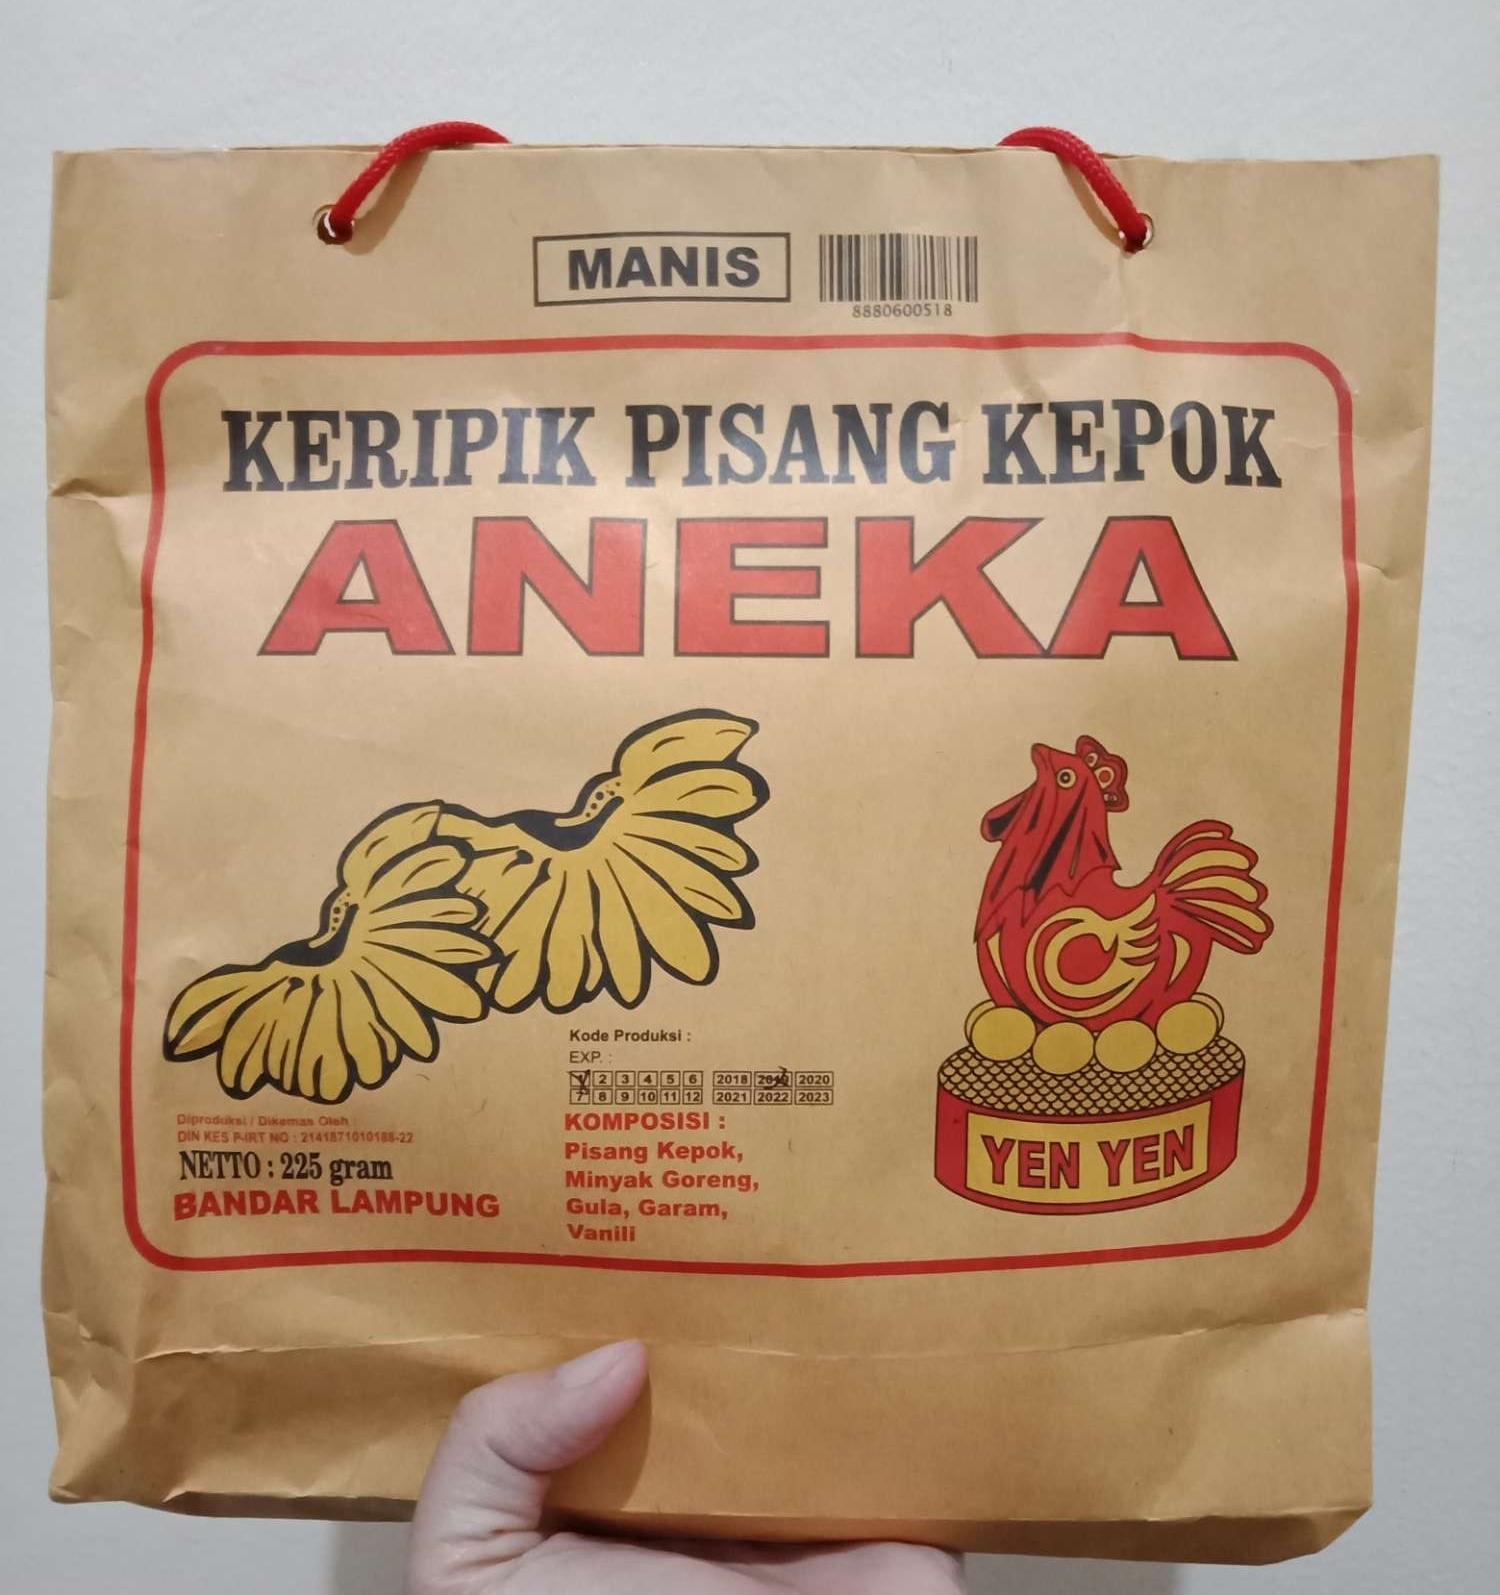 MANIS
8880600518
KERIPIK PISANG KEPOK
ANEKA
Kode Produksi :
EXP. :
1 2 3 4 5 6 2018 2019 2020
7 8 9 10 11 12 2021 2022 2023
Diproduksi / Dikemas Oleh :
DIN KES P-IRT NO : 2141871010188-22
NETTO : 225 gram
BANDAR LAMPUNG
KOMPOSISI :
Pisang Kepok,
Minyak Goreng,
Gula, Garam,
Vanili
YEN YEN